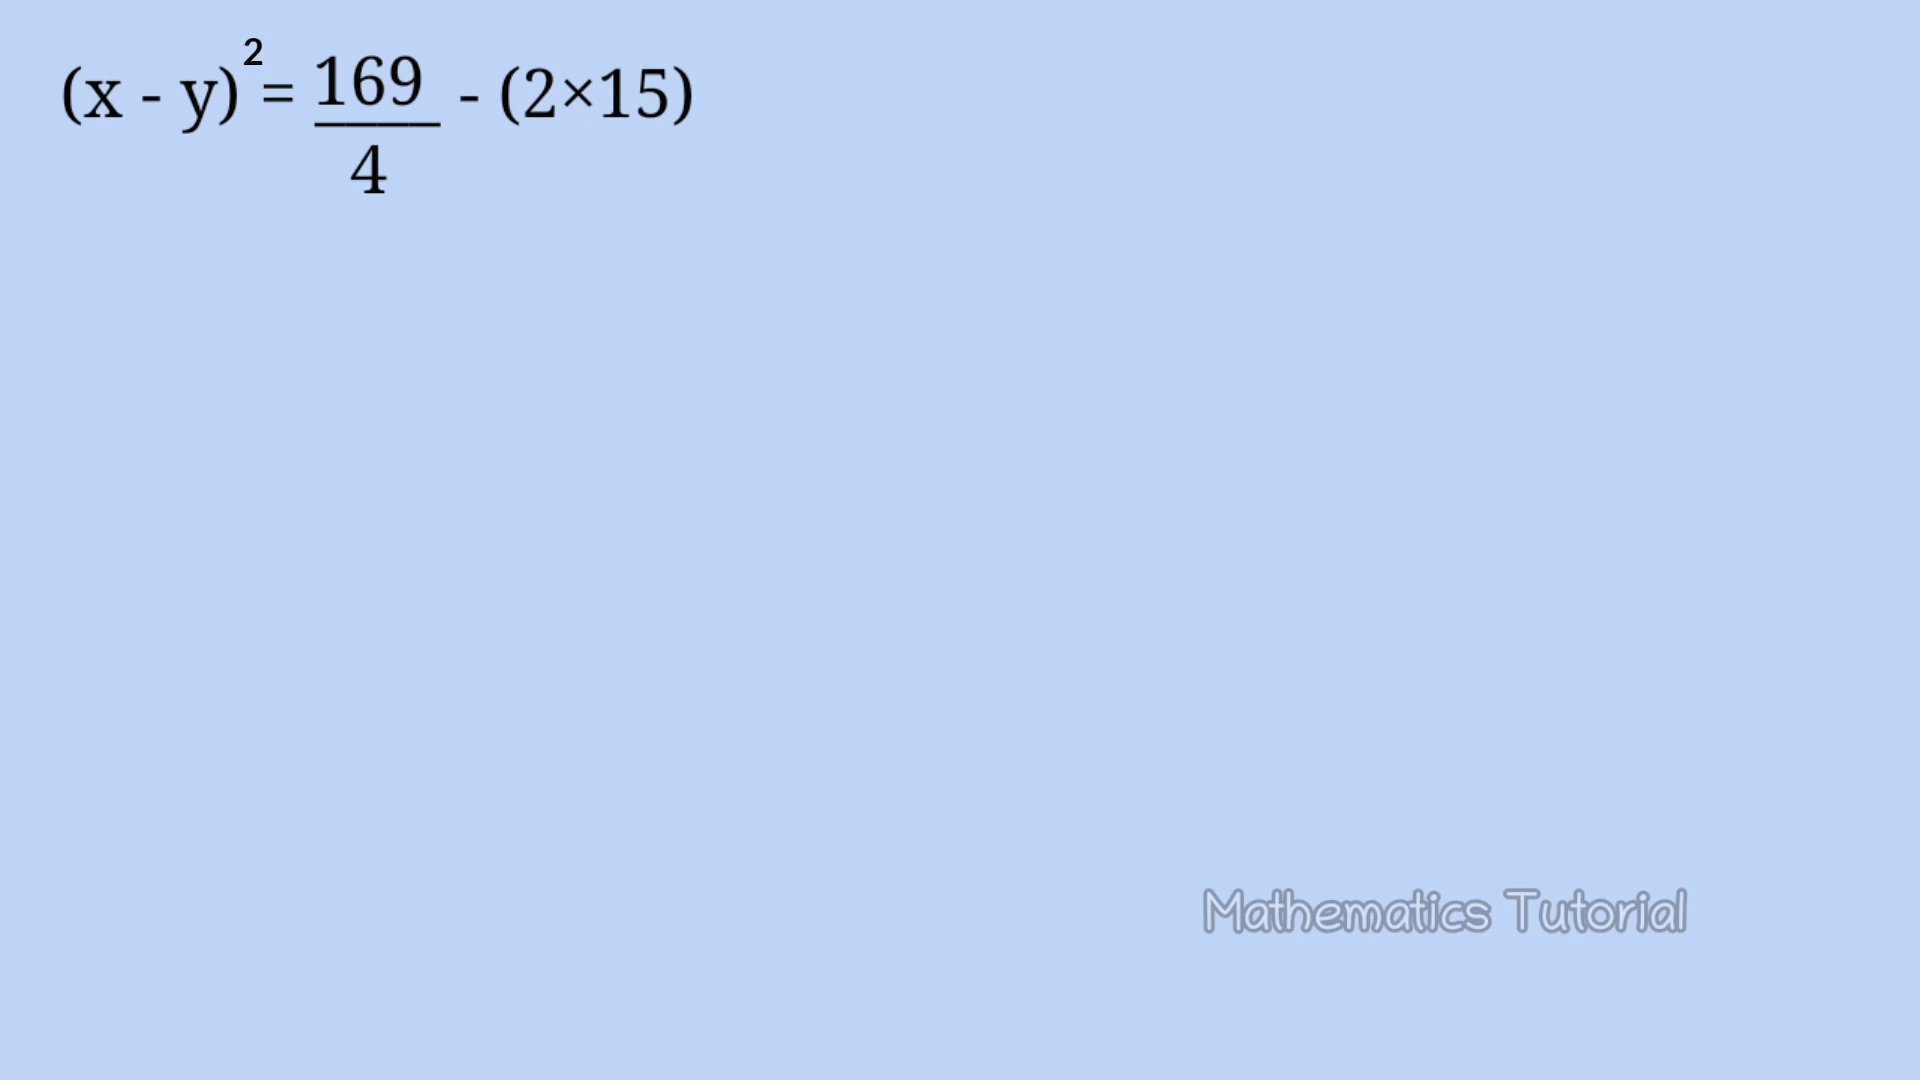 (x - y)²= 169/4 - (2×15)
Mathematics Tutorial